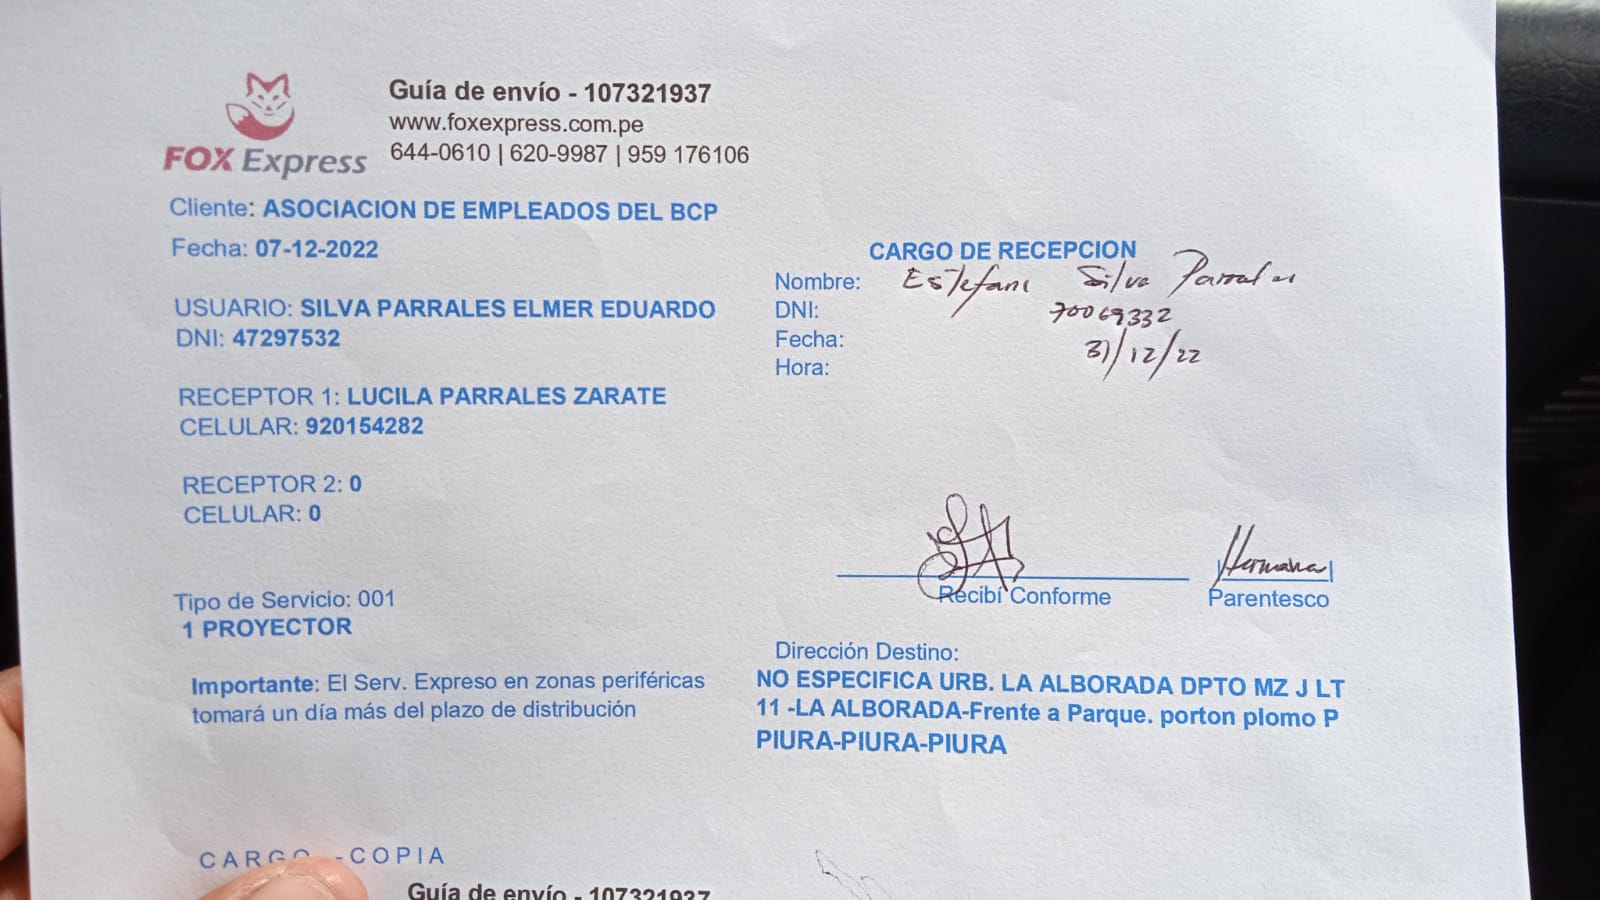 Guía de envío - 107321937
www.foxexpress.com.pe
644-0610 | 620-9987 | 959 176106
FOX Express
Cliente: ASOCIACION DE EMPLEADOS DEL BCP
Fecha: 07-12-2022
USUARIO: SILVA PARRALES ELMER EDUARDO
DNI: 47297532
RECEPTOR 1: LUCILA PARRALES ZARATE
CELULAR: 920154282
RECEPTOR 2: 0
CELULAR: 0
Tipo de Servicio: 001
1 PROYECTOR
Importante: El Serv. Expreso en zonas periféricas
tomará un día más del plazo de distribución
CARGO DE RECEPCION
Nombre: Estefani Silva Parrales
DNI: 70069332
Fecha: 31/12/22
Hora:
Hermana
Recibí Conforme Parentesco
Dirección Destino:
NO ESPECIFICA URB. LA ALBORADA DPTO MZ J LT
11 -LA ALBORADA-Frente a Parque. porton plomo P
PIURA-PIURA-PIURA
CARGO -COPIA
Guía de envío - 107321937